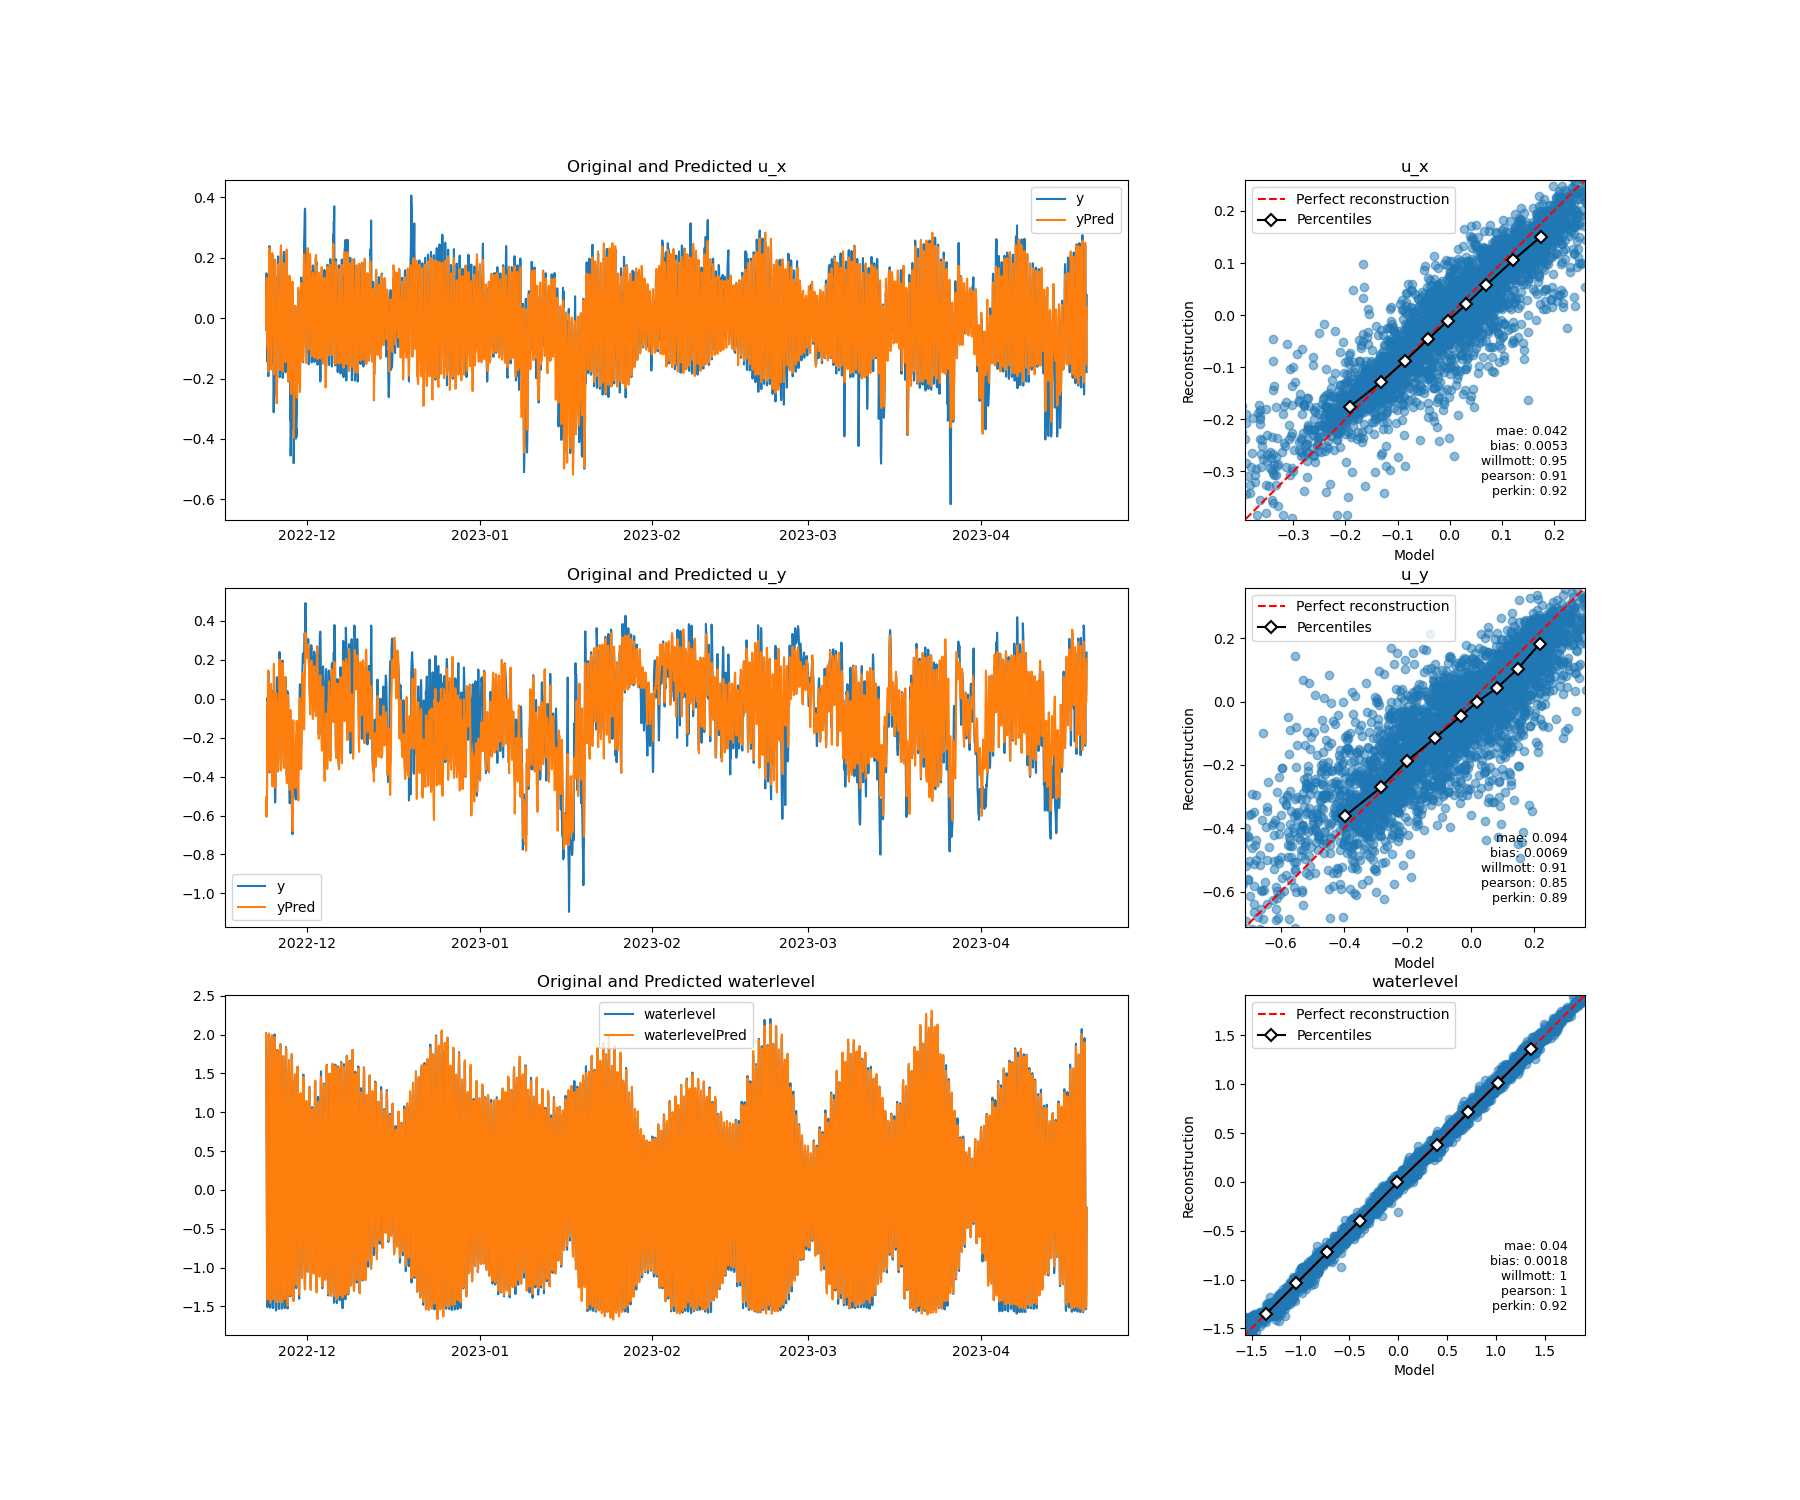 Original and Predicted u_x
0.4
0.2
0.0
−0.2
−0.4
−0.6
y
yPred
2022-12 2023-01 2023-02 2023-03 2023-04
u_x
Perfect reconstruction
Percentiles
Reconstruction
0.2
0.1
0.0
−0.1
−0.2
−0.3
mae: 0.042
bias: 0.0053
willmott: 0.95
pearson: 0.91
perkin: 0.92
−0.3 −0.2 −0.1 0.0 0.1 0.2
Model
Original and Predicted u_y
0.4
0.2
0.0
−0.2
−0.4
−0.6
−0.8
−1.0
y
yPred
2022-12 2023-01 2023-02 2023-03 2023-04
u_y
Perfect reconstruction
Percentiles
Reconstruction
0.2
0.0
−0.2
−0.4
−0.6
mae: 0.094
bias: 0.0069
willmott: 0.91
pearson: 0.85
perkin: 0.89
−0.6 −0.4 −0.2 0.0 0.2
Model
Original and Predicted waterlevel
2.5
2.0
1.5
1.0
0.5
0.0
−0.5
−1.0
−1.5
waterlevel
waterlevelPred
2022-12 2023-01 2023-02 2023-03 2023-04
waterlevel
Perfect reconstruction
Percentiles
Reconstruction
1.5
1.0
0.5
0.0
−0.5
−1.0
−1.5
mae: 0.04
bias: 0.0018
willmott: 1
pearson: 1
perkin: 0.92
−1.5 −1.0 −0.5 0.0 0.5 1.0 1.5
Model